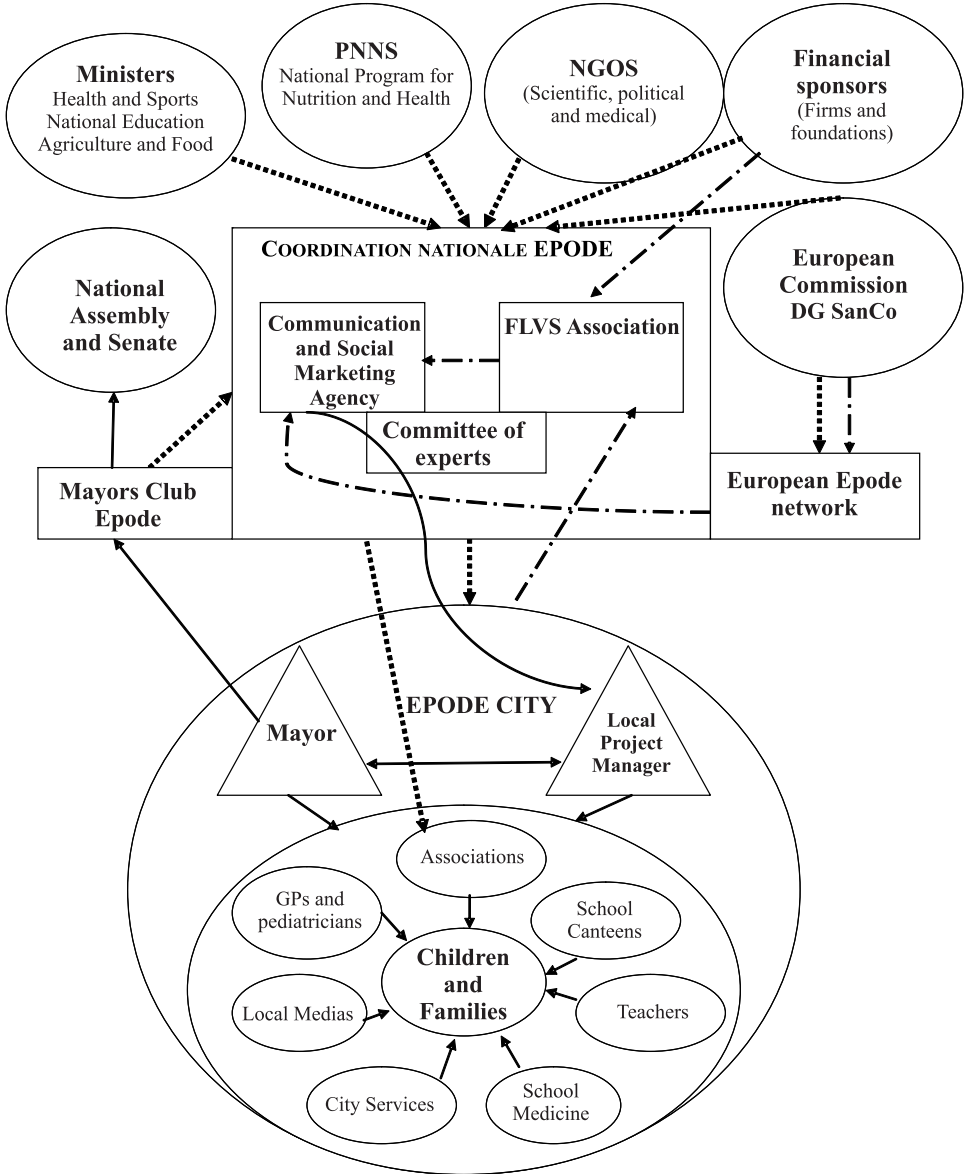 Ministers
Health and Sports
National Education
Agriculture and Food
PNNS
National Program for
Nutrition and Health
NGOS
(Scientific, political
and medical)
Financial
sponsors
(Firms and
foundations)
COORDINATION NATIONALE EPODE
National
Assembly
and Senate
Communication
and Social
Marketing
Agency
FLVS Association
European
Commission
DG SanCo
Committee of
experts
Mayors Club
Epode
European Epode
network
EPODE CITY
Mayor
Local
Project
Manager
Associations
GPs and
pediatricians
School
Canteens
Children
and
Families
Local Medias
Teachers
City Services
School
Medicine